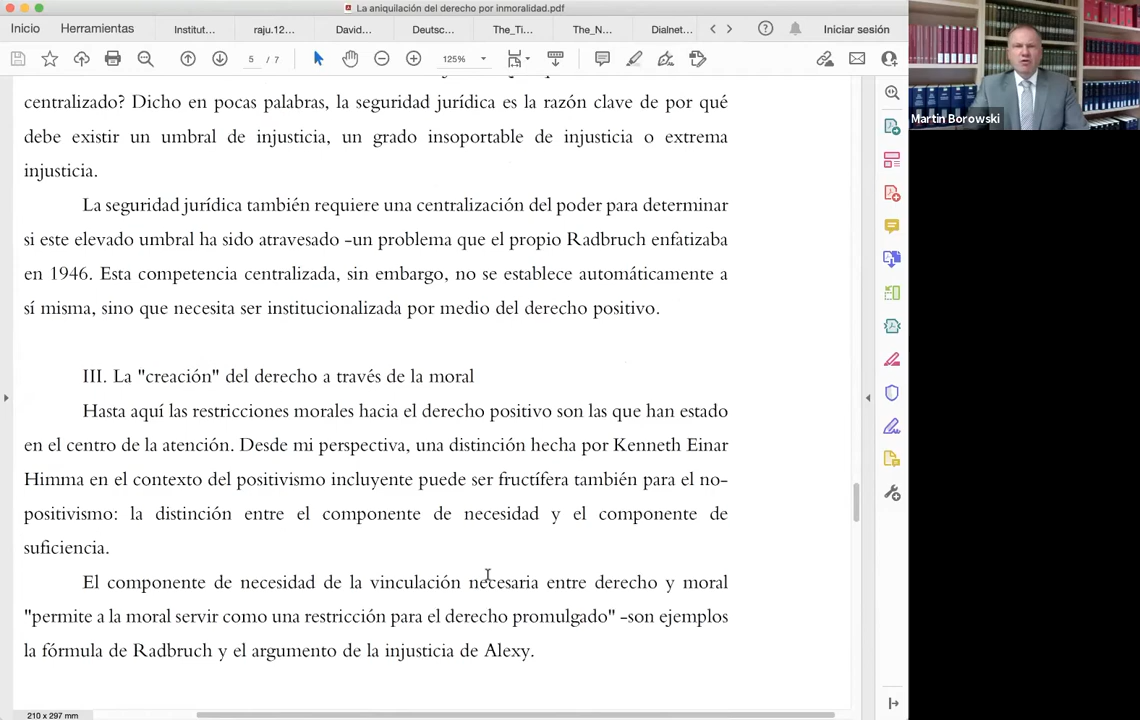 La aniquilación del derecho por inmoralidad.pdf
Inicio
Herramientas
Institut...
raju.12...
David...
Deutsc...
The_Ti...
The_N...
Dialnet...
Iniciar sesión
5 / 7
125%
Martin Borowski
centralizado? Dicho en pocas palabras, la seguridad jurídica es la razón clave de por qué
debe existir un umbral de injusticia, un grado insoportable de injusticia o extrema
injusticia.
La seguridad jurídica también requiere una centralización del poder para determinar
si este elevado umbral ha sido atravesado -un problema que el propio Radbruch enfatizaba
en 1946. Esta competencia centralizada, sin embargo, no se establece automáticamente a
sí misma, sino que necesita ser institucionalizada por medio del derecho positivo.
III. La "creación" del derecho a través de la moral
Hasta aquí las restricciones morales hacia el derecho positivo son las que han estado
en el centro de la atención. Desde mi perspectiva, una distinción hecha por Kenneth Einar
Himma en el contexto del positivismo incluyente puede ser fructífera también para el no-
positivismo: la distinción entre el componente de necesidad y el componente de
suficiencia.
El componente de necesidad de la vinculación necesaria entre derecho y moral
"permite a la moral servir como una restricción para el derecho promulgado" -son ejemplos
la fórmula de Radbruch y el argumento de la injusticia de Alexy.
210 x 297 mm